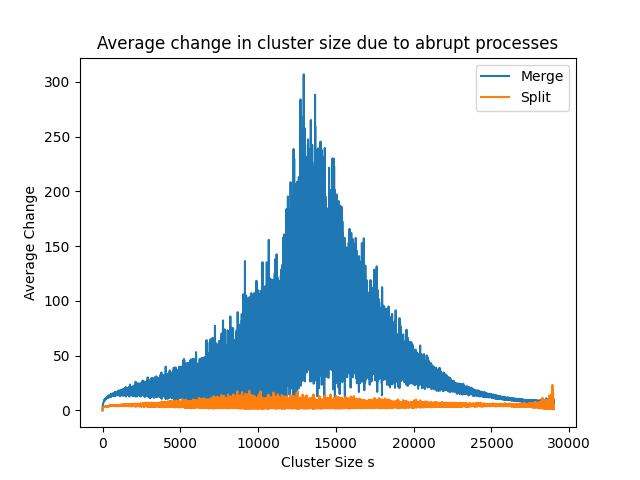 Average change in cluster size due to abrupt processes
300
250
200
150
100
50
0
Average Change
Merge
Split
0 5000 10000 15000 20000 25000 30000
Cluster Size s